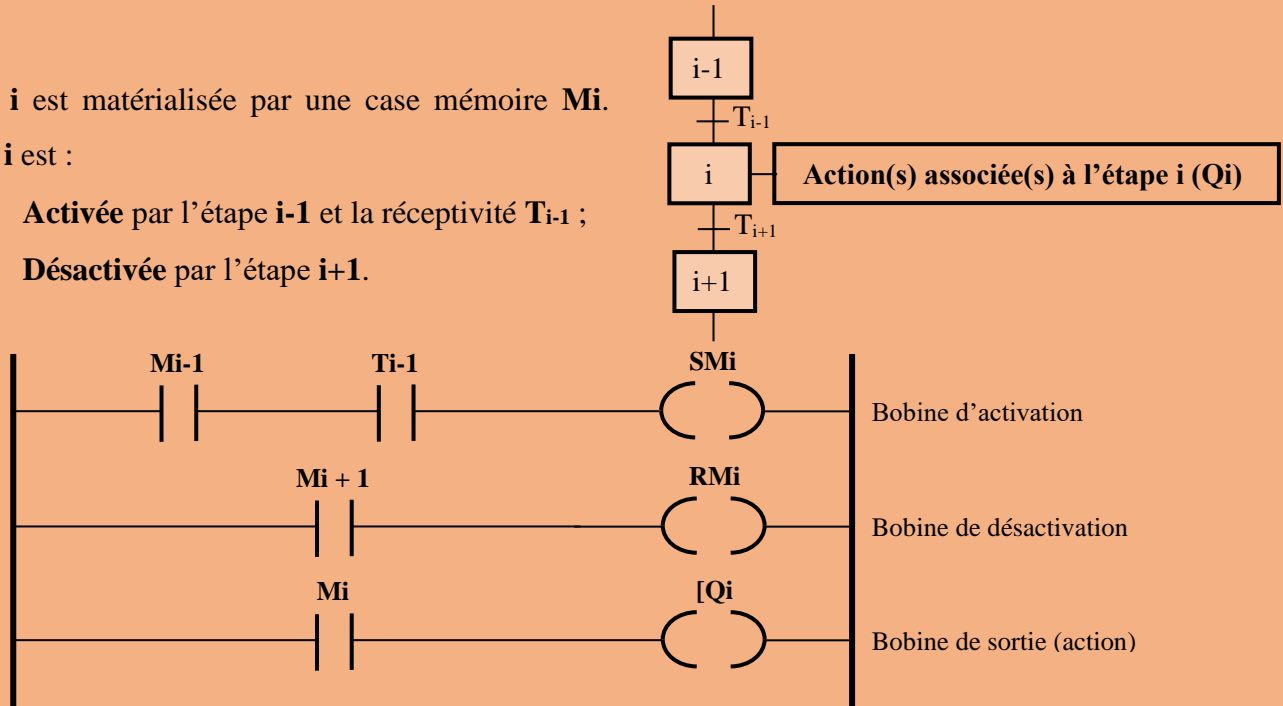 i est matérialisée par une case mémoire Mi.
i est :
Activée par l'étape i-1 et la réceptivité Ti-1 ;
Désactivée par l'étape i+1.
i-1
Ti-1
i
Action(s) associée(s) à l'étape i (Qi)
Ti+1
i+1
Mi-1
Ti-1
SMi
Bobine d'activation
Mi + 1
RMi
Bobine de désactivation
Mi
[Qi
Bobine de sortie (action)